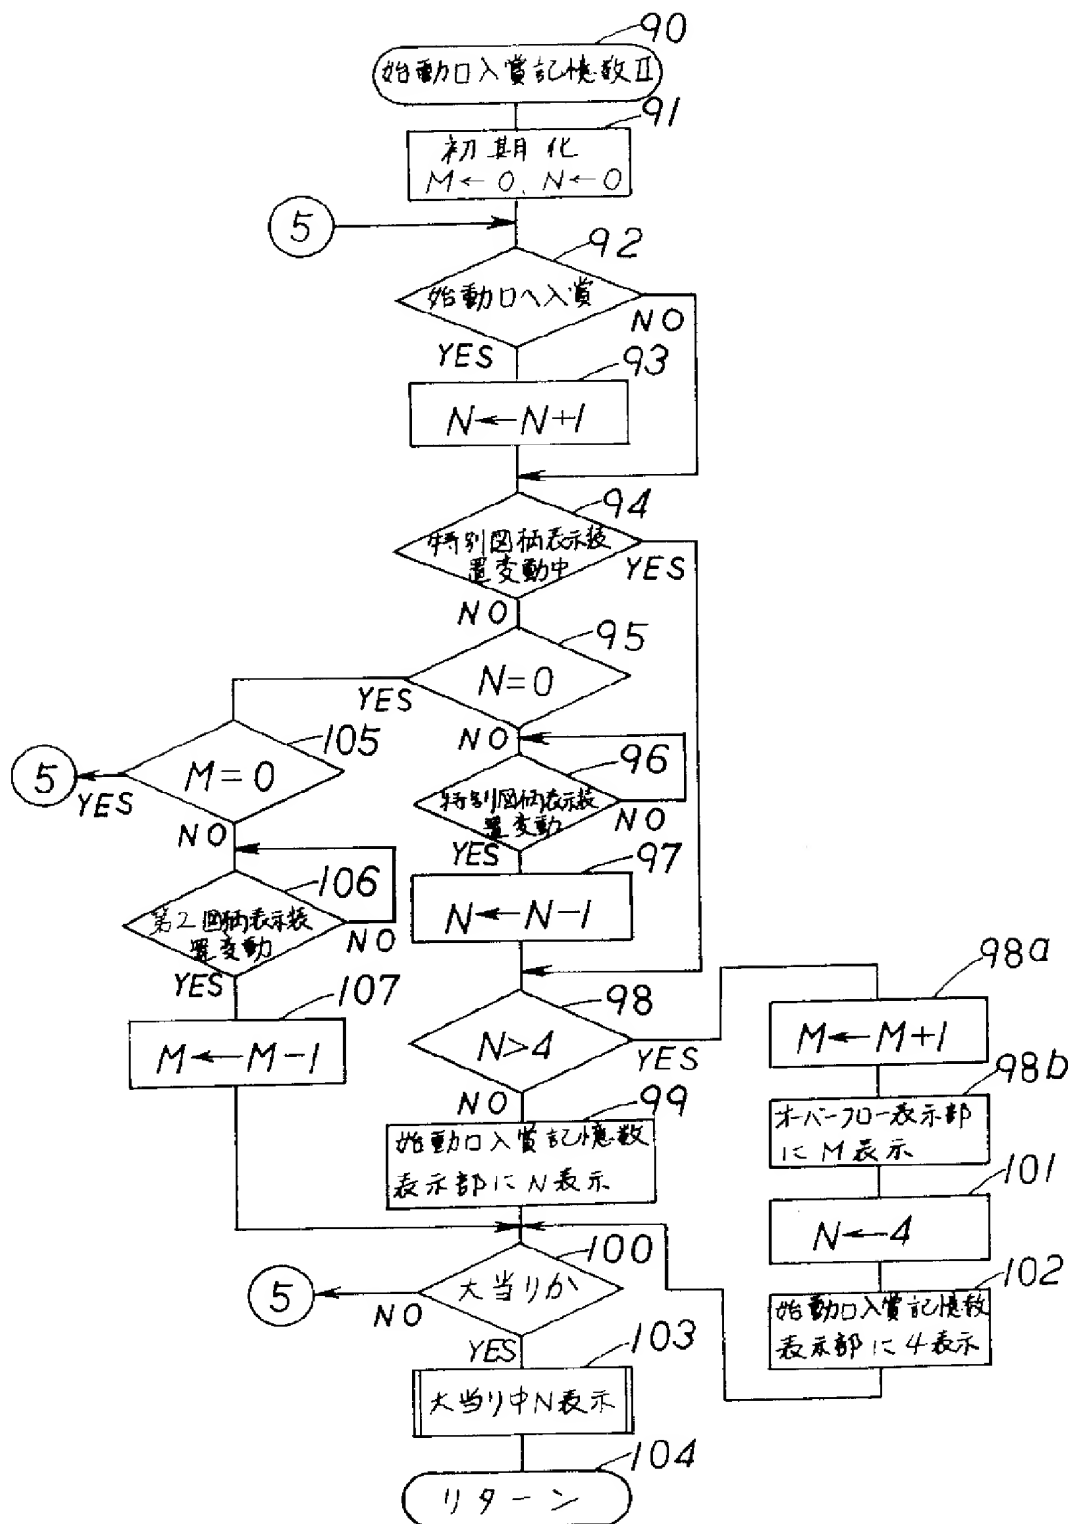 90
始動口入賞記憶数Ⅱ
91
初期化
M←0、N←0
5
92
始動口へ入賞
NO
YES
93
N←N+1
94
特別図柄表示装
置変動中
YES
NO
95
N=0
YES
NO
105
M=0
5
YES
NO
96
特別図柄表示装
置変動
NO
YES
97
N←N-1
106
第2図柄表示装
置変動
NO
YES
107
M←M-1
98
N>4
YES
NO
98a
M←M+1
98b
オーバーフロー表示部
にM表示
99
始動口入賞記憶数
表示部にN表示
101
N←4
100
大当りか
5
NO
YES
102
始動口入賞記憶数
表示部に4表示
103
大当り中N表示
104
リターン